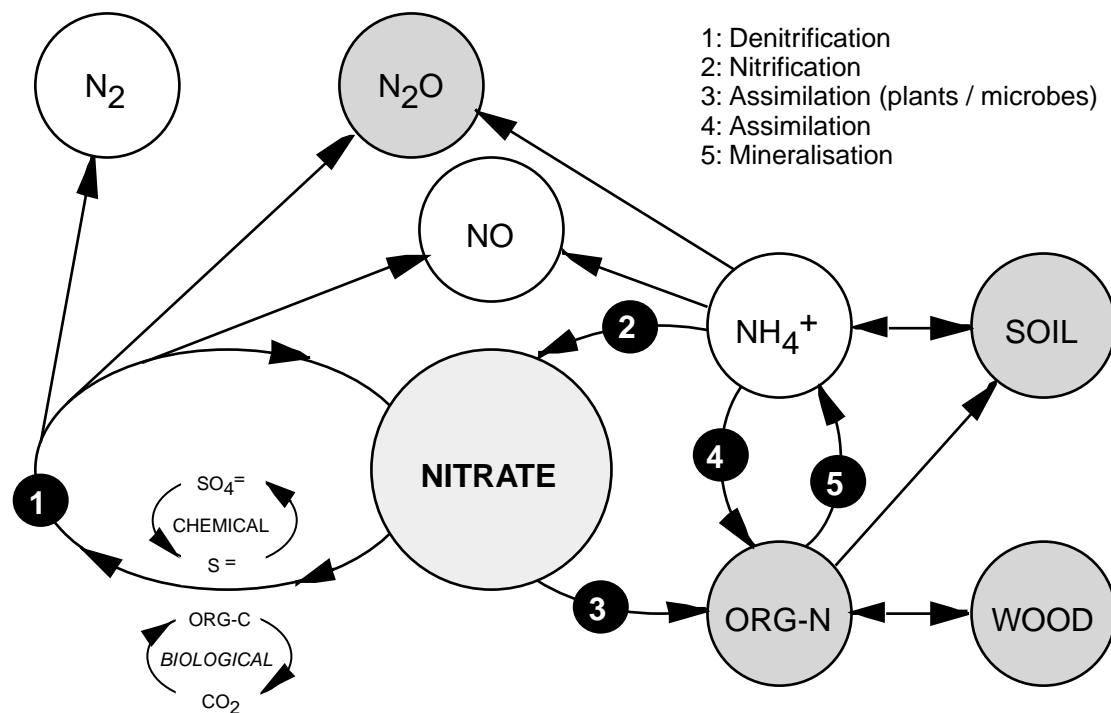 N2
N2O
1: Denitrification
2: Nitrification
3: Assimilation (plants / microbes)
4: Assimilation
5: Mineralisation
NO
NH4+
SOIL
2
NITRATE
4
5
1
SO4=
CHEMICAL
S=
3
ORG-N
WOOD
ORG-C
BIOLOGICAL
CO2